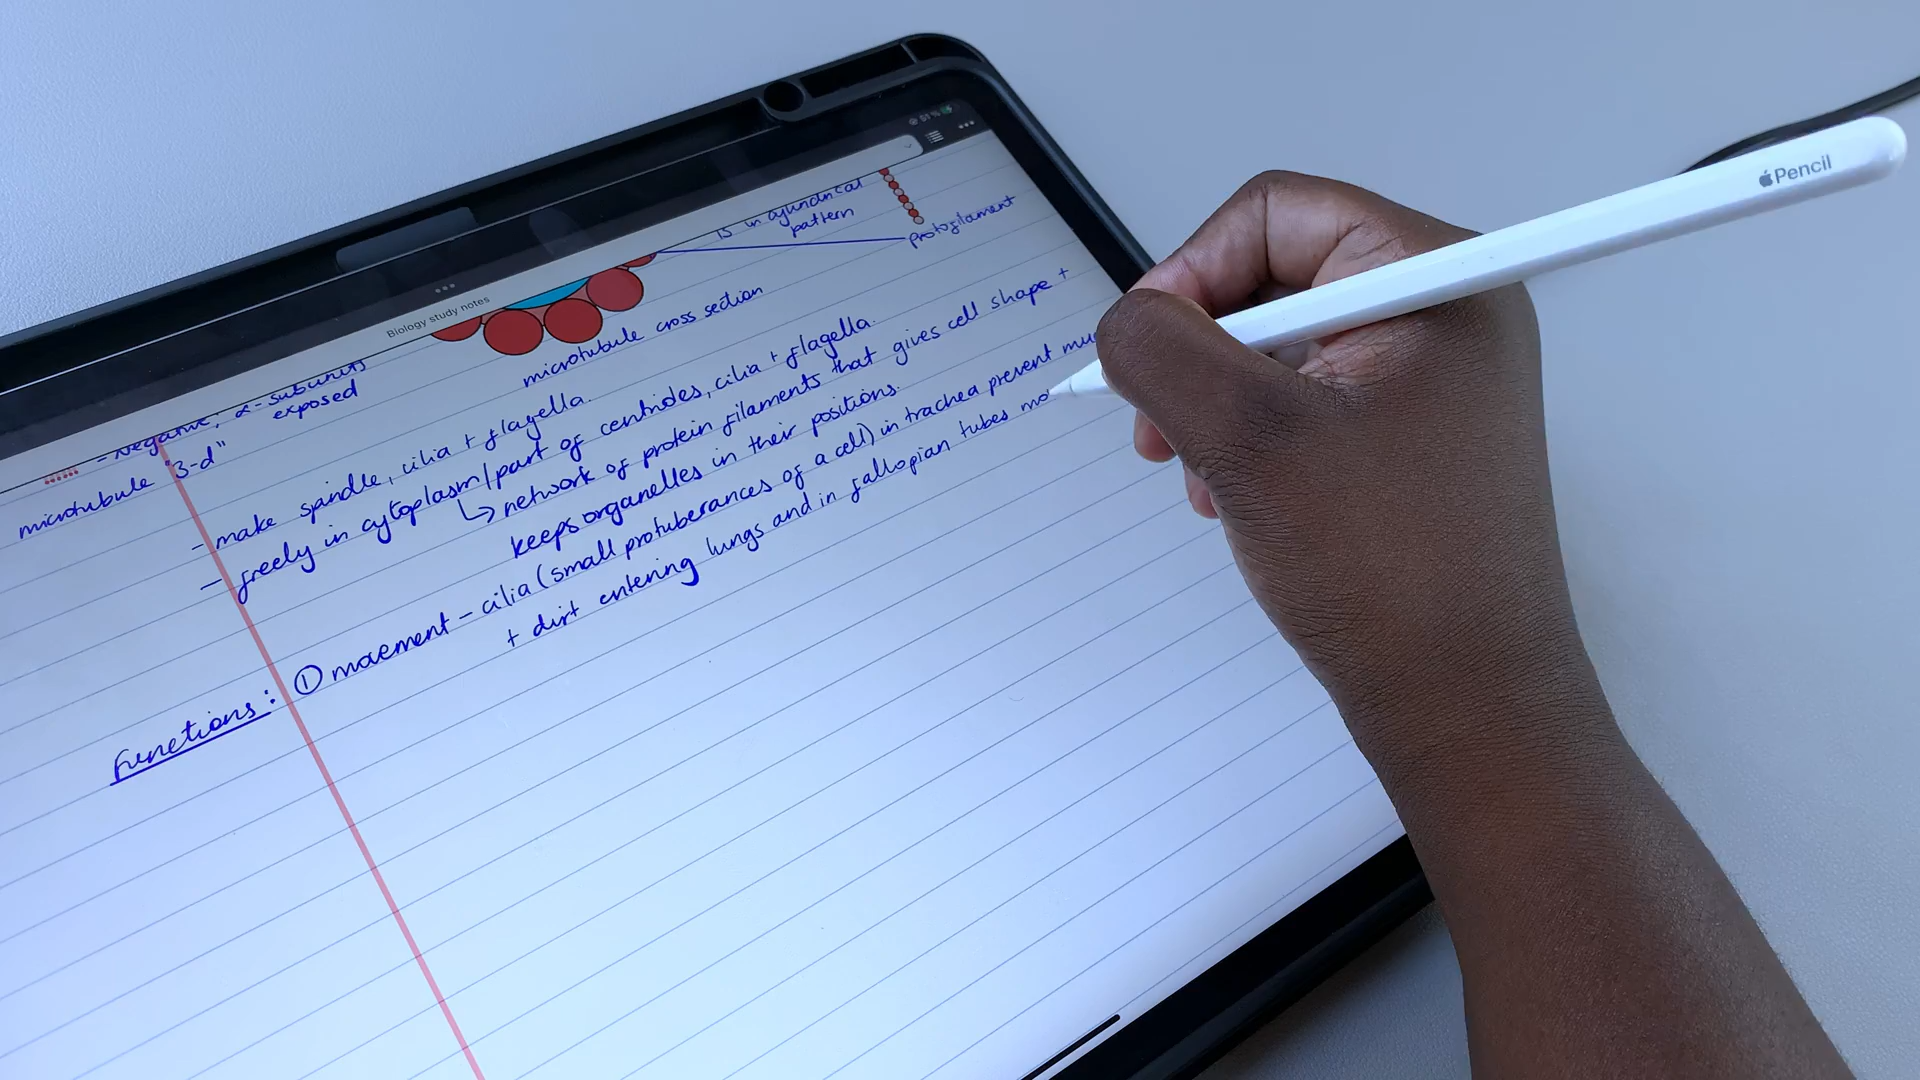 51%
Biology study notes
is in cylindrical
pattern
protofilament
microtubule cross section
- Negative; α-subunits
exposed
microtubule "3-d"
- make spindle, cilia + flagella.
- freely in cytoplasm/part of centrioles, cilia + flagella.
↳ network of protein filaments that gives cell shape +
keeps organelles in their positions.
Functions: ① movement - cilia (small protuberances of a cell) in trachea prevent mu
+ dirt entering lungs and in fallopian tubes mo
Pencil